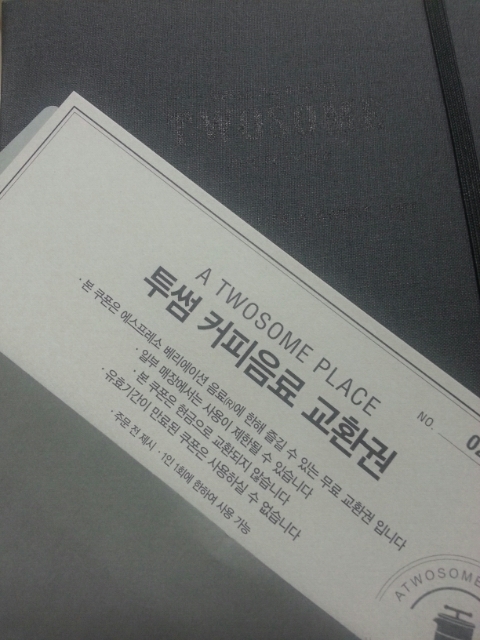 TWOSOME
A TWOSOME PLACE
투썸 커피음료 교환권
· 본 쿠폰은 에스프레소 베리에이션 음료(R)에 한해 즐길 수 있는 무료 교환권 입니다
· 일부 매장에서는 사용이 제한될 수 있습니다
· 본 쿠폰은 현금으로 교환되지 않습니다
· 유효기간이 만료된 쿠폰은 사용하실 수 없습니다
· 주문 전 제시 · 1인 1회에 한하여 사용 가능
NO.
ATWOSOME